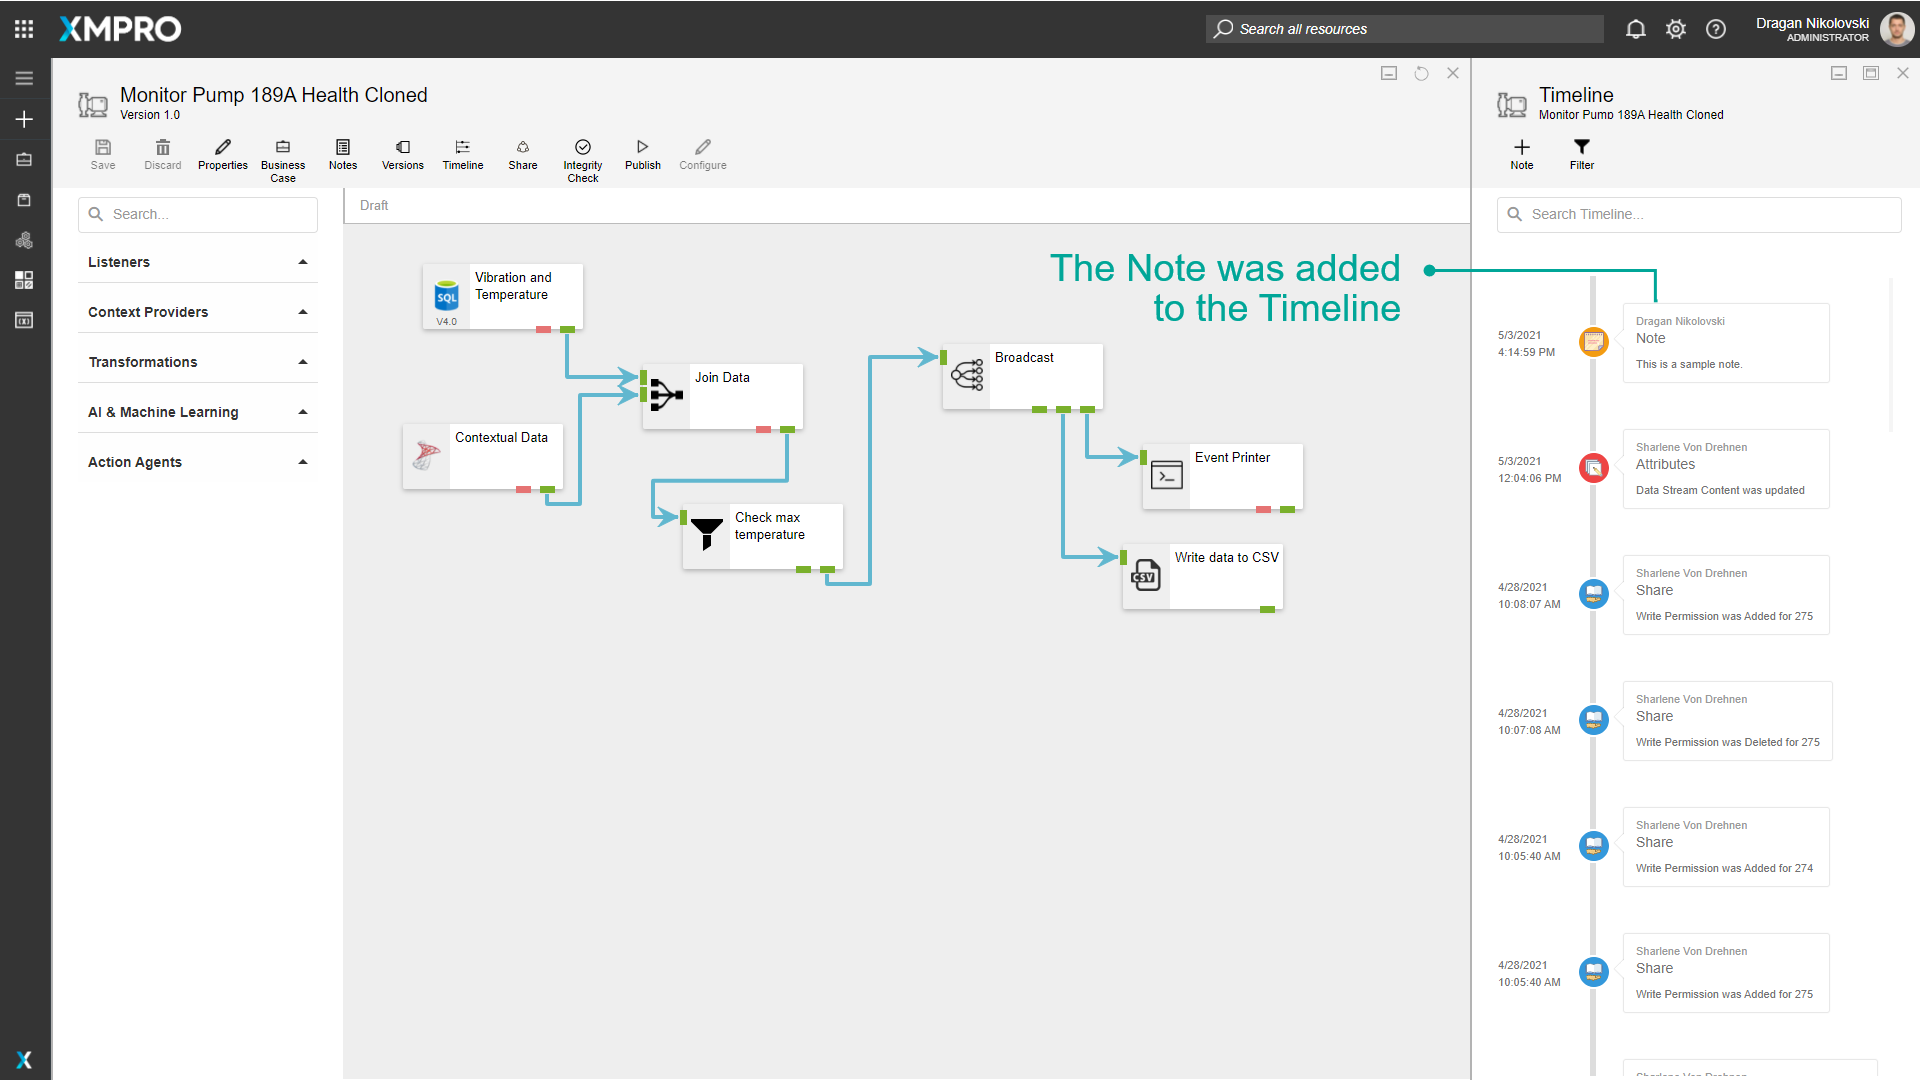 XMPRO
Search all resources
Dragan Nikolovski
ADMINISTRATOR
Monitor Pump 189A Health Cloned
Version 1.0
Save
Discard
Properties
Business
Case
Notes
Versions
Timeline
Share
Integrity
Check
Publish
Configure
Search...
Listeners
Context Providers
Transformations
AI & Machine Learning
Action Agents
Draft
Vibration and
Temperature
SQL
V4.0
Join Data
Contextual Data
Check max
temperature
Broadcast
Event Printer
Write data to CSV
CSV
The Note was added
to the Timeline
Timeline
Monitor Pump 189A Health Cloned
Note
Filter
Search Timeline...
5/3/2021
4:14:59 PM
Dragan Nikolovski
Note
This is a sample note.
5/3/2021
12:04:06 PM
Sharlene Von Drehnen
Attributes
Data Stream Content was updated
4/28/2021
10:08:07 AM
Sharlene Von Drehnen
Share
Write Permission was Added for 275
4/28/2021
10:07:08 AM
Sharlene Von Drehnen
Share
Write Permission was Deleted for 275
4/28/2021
10:05:40 AM
Sharlene Von Drehnen
Share
Write Permission was Added for 274
4/28/2021
10:05:40 AM
Sharlene Von Drehnen
Share
Write Permission was Added for 275
Sharlene Von Drehnen